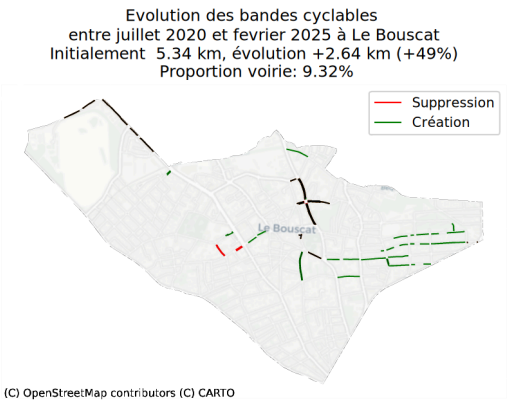 Evolution des bandes cyclables
entre juillet 2020 et fevrier 2025 à Le Bouscat
Initialement  5.34 km, évolution +2.64 km (+49%)
Proportion voirie: 9.32%
Suppression
Création
Le Bouscat
(C) OpenStreetMap contributors (C) CARTO